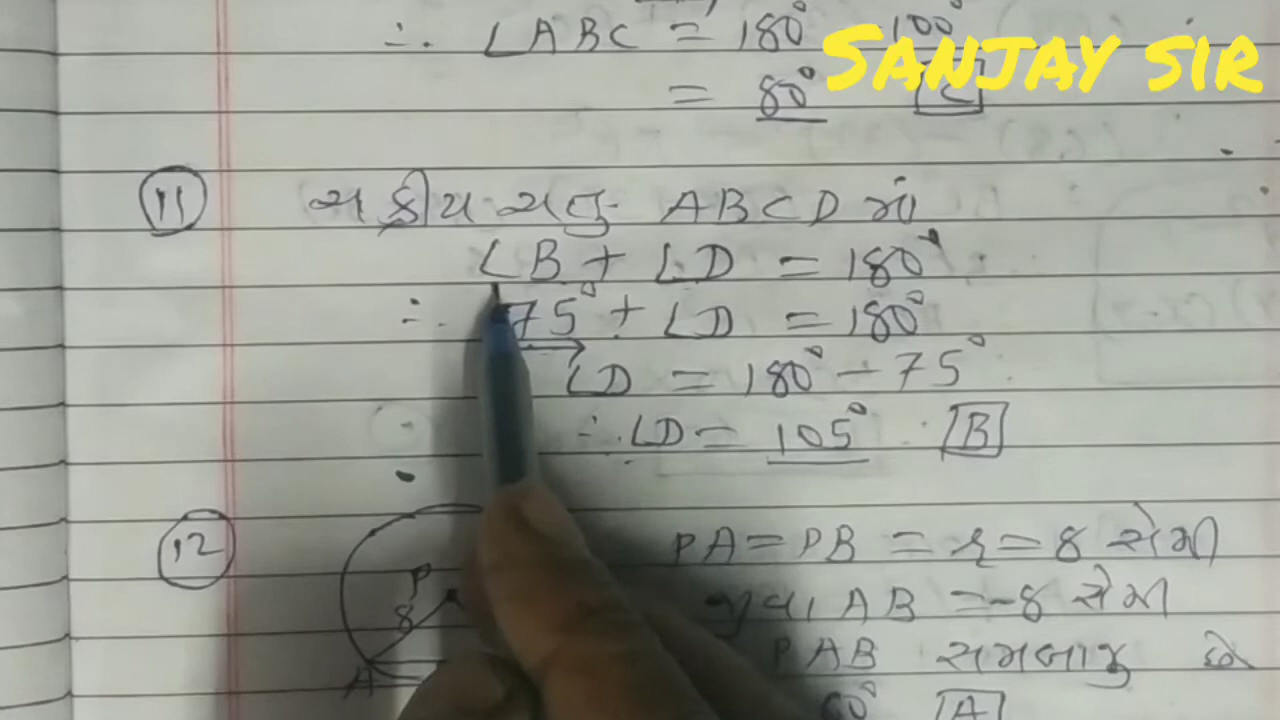 ∴ ∠ABC = 180° 100°
SANJAY SIR
= 80° C
11 ચક્રીય ચતુ ABCD માં
∠B + ∠D = 180°
∴ 75° + ∠D = 180°
∠D = 180° - 75°
∴ ∠D = 105° B
12 PA = PB = r = 8 સેમી
P
8
A
જીવા AB = 8 સેમી
PAB સમબાજુ છે
60° A